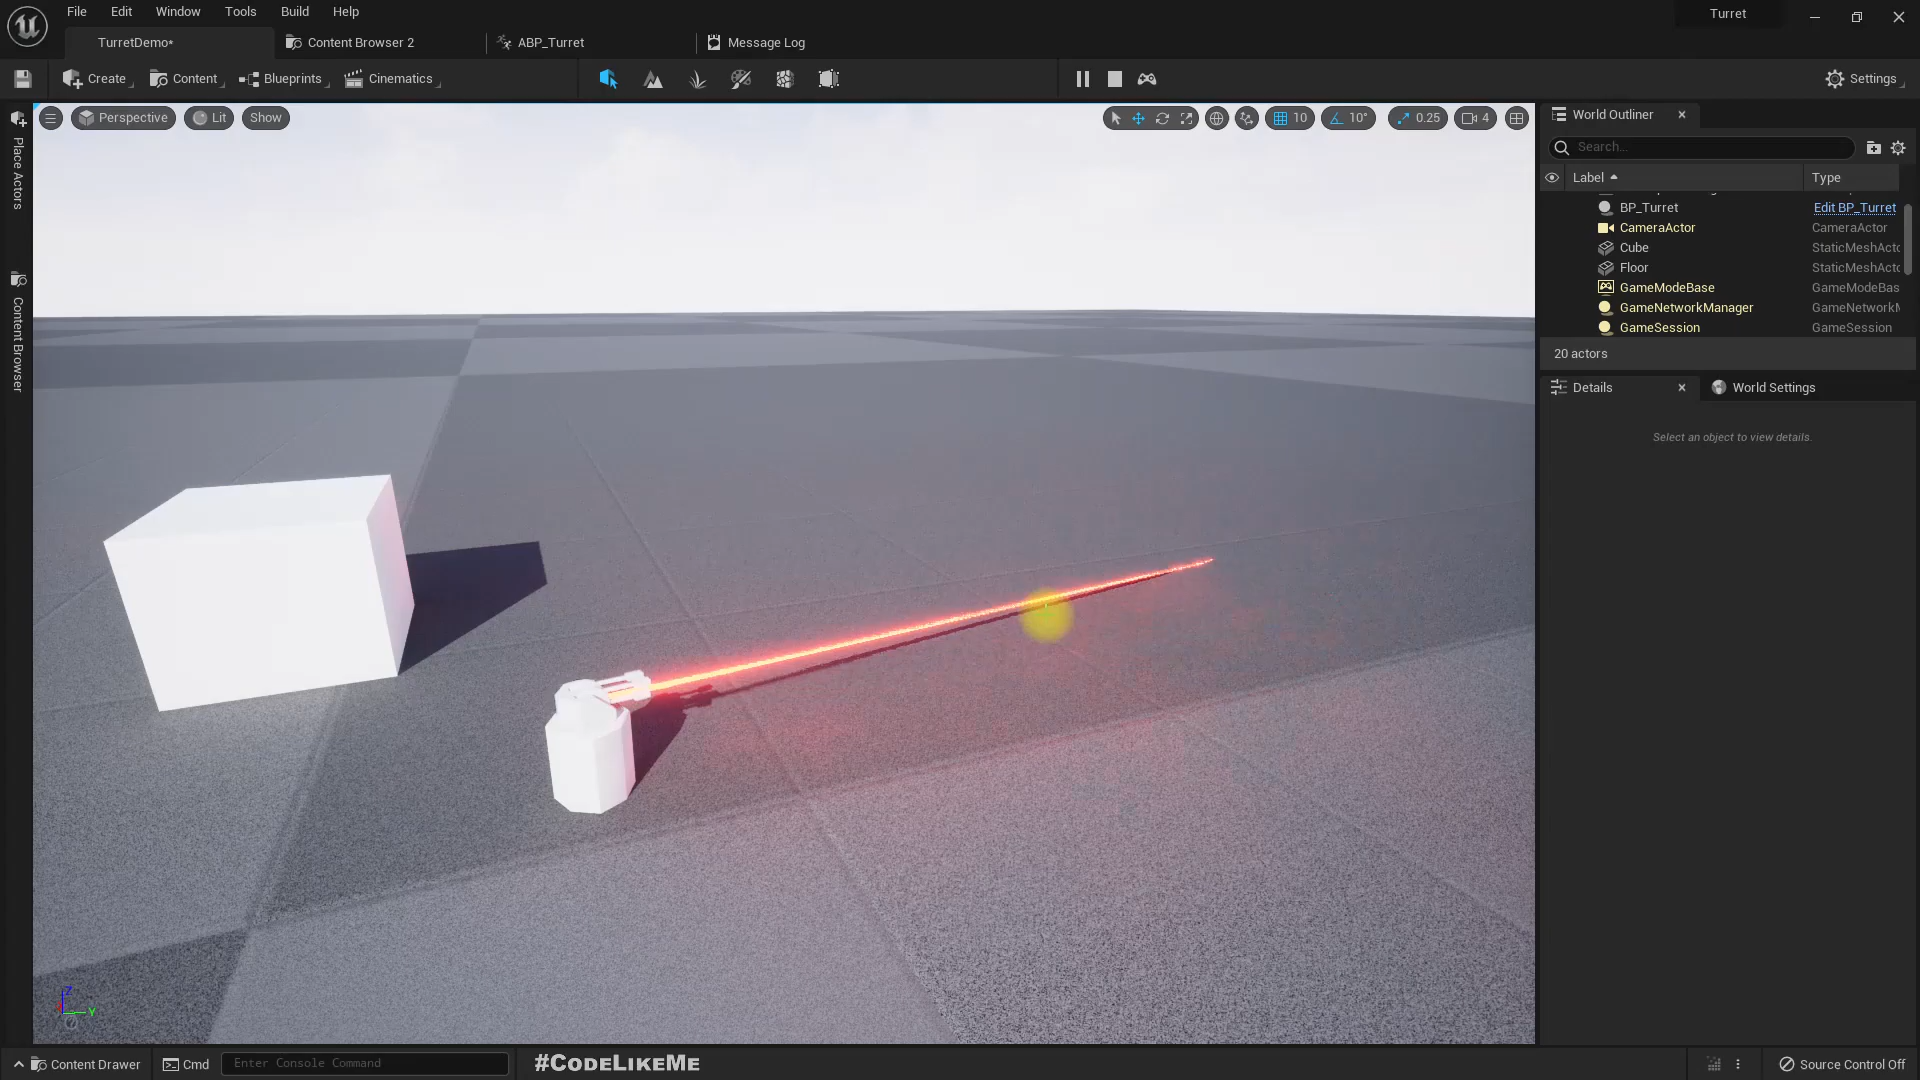 File Edit Window Tools Build Help
Turret
TurretDemo*
Content Browser 2
ABP_Turret
Message Log
Create
Content
Blueprints
Cinematics
Settings
Perspective
Lit
Show
10
10°
0.25
4
Place Actors
Content Browser
World Outliner
Search...
Label
Type
BP_Turret Edit BP_Turret
CameraActor CameraActor
Cube StaticMeshActo
Floor StaticMeshActo
GameModeBase GameModeBas
GameNetworkManager GameNetworkM
GameSession GameSession
20 actors
Details
World Settings
Select an object to view details.
Z
Y
Content Drawer
Cmd
Enter Console Command
#CodeLikeMe
Source Control Off